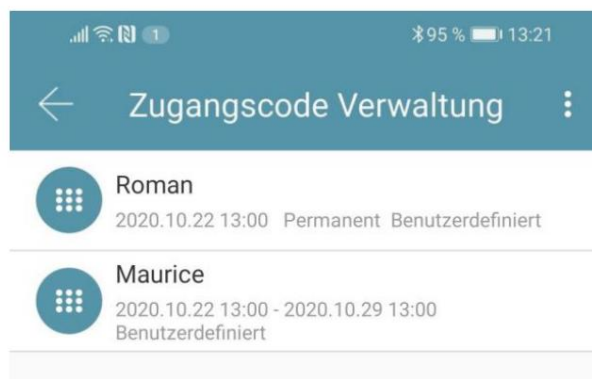 1 95 % 13:21
Zugangscode Verwaltung
Roman
2020.10.22 13:00 Permanent Benutzerdefiniert
Maurice
2020.10.22 13:00 - 2020.10.29 13:00
Benutzerdefiniert